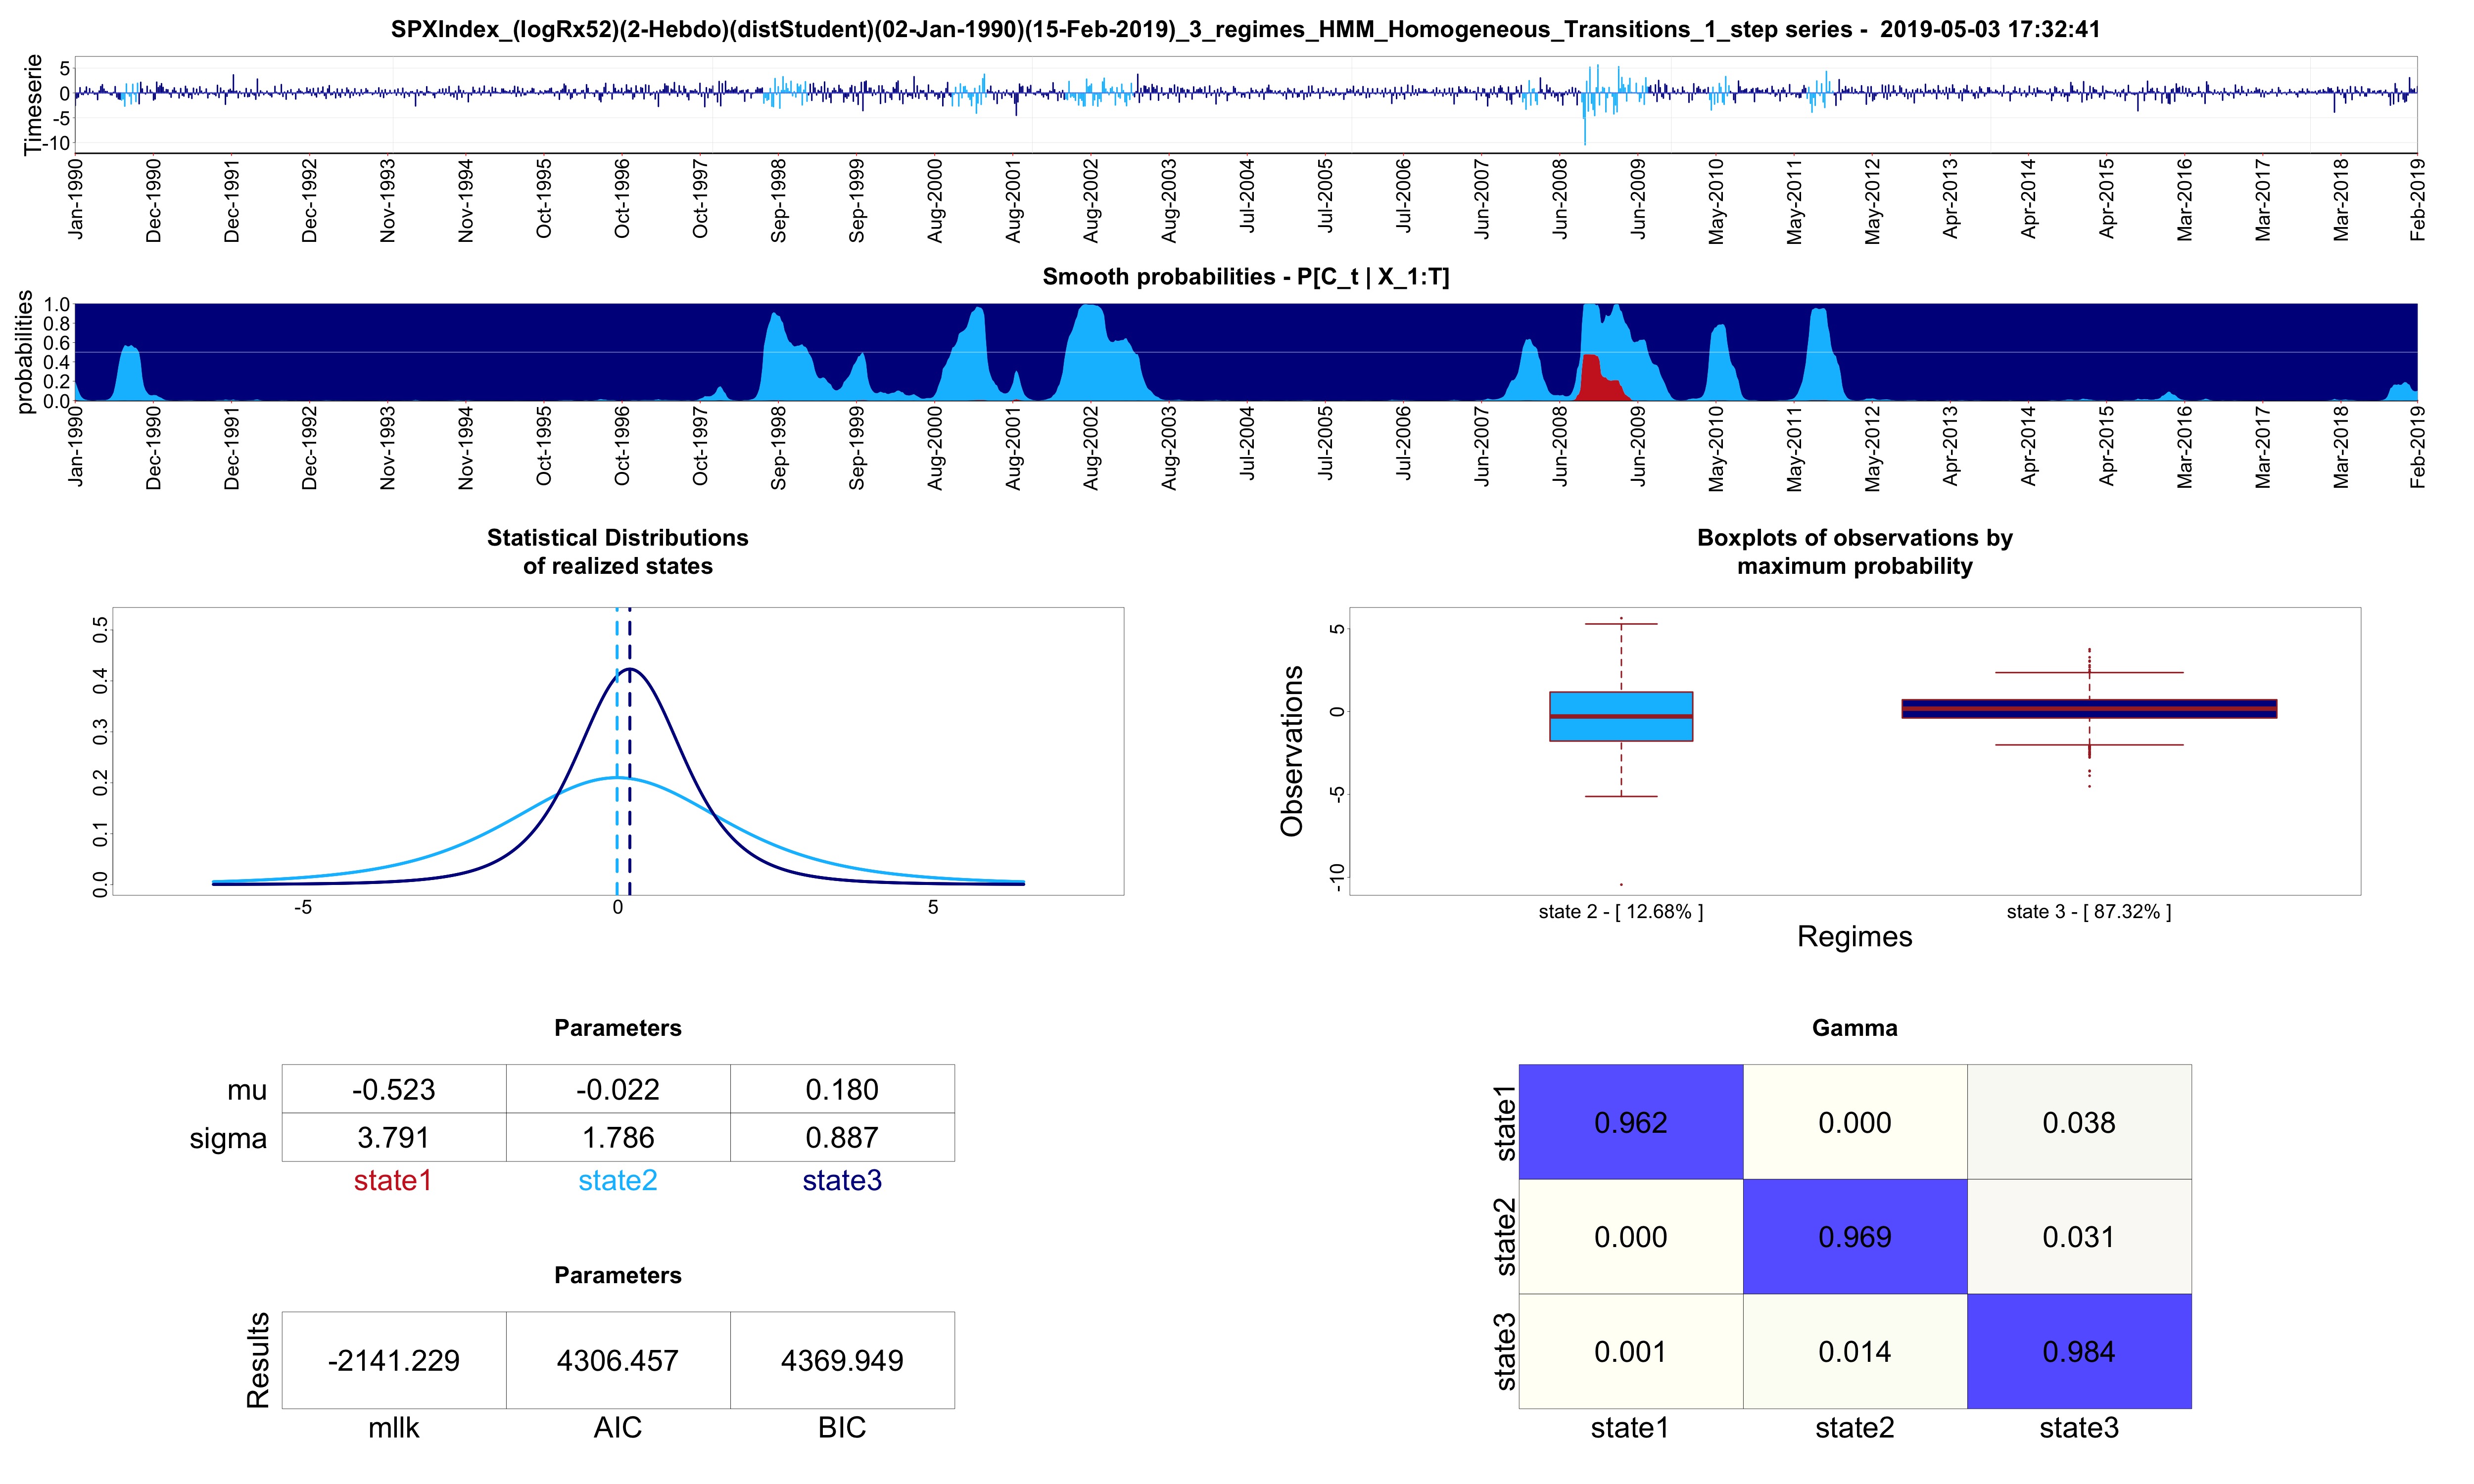 SPXIndex_(logRx52)(2-Hebdo)(distStudent)(02-Jan-1990)(15-Feb-2019)_3_regimes_HMM_Homogeneous_Transitions_1_step series -  2019-05-03 17:32:41
Timeserie
5
0
-5
-10
Jan-1990 Dec-1990 Dec-1991 Dec-1992 Nov-1993 Nov-1994 Oct-1995 Oct-1996 Oct-1997 Sep-1998 Sep-1999 Aug-2000 Aug-2001 Aug-2002 Aug-2003 Jul-2004 Jul-2005 Jul-2006 Jun-2007 Jun-2008 Jun-2009 May-2010 May-2011 May-2012 Apr-2013 Apr-2014 Apr-2015 Mar-2016 Mar-2017 Mar-2018 Feb-2019
Smooth probabilities - P[C_t | X_1:T]
probabilities
1.0
0.8
0.6
0.4
0.2
0.0
Jan-1990 Dec-1990 Dec-1991 Dec-1992 Nov-1993 Nov-1994 Oct-1995 Oct-1996 Oct-1997 Sep-1998 Sep-1999 Aug-2000 Aug-2001 Aug-2002 Aug-2003 Jul-2004 Jul-2005 Jul-2006 Jun-2007 Jun-2008 Jun-2009 May-2010 May-2011 May-2012 Apr-2013 Apr-2014 Apr-2015 Mar-2016 Mar-2017 Mar-2018 Feb-2019
Statistical Distributions
of realized states
0.5
0.4
0.3
0.2
0.1
0.0
-5 0 5
Boxplots of observations by
maximum probability
Observations
5
0
-5
-10
state 2 - [ 12.68% ] state 3 - [ 87.32% ]
Regimes
Parameters
mu -0.523 -0.022 0.180
sigma 3.791 1.786 0.887
state1 state2 state3
Parameters
Results -2141.229 4306.457 4369.949
mllk AIC BIC
Gamma
state1 0.962 0.000 0.038
state2 0.000 0.969 0.031
state3 0.001 0.014 0.984
state1 state2 state3